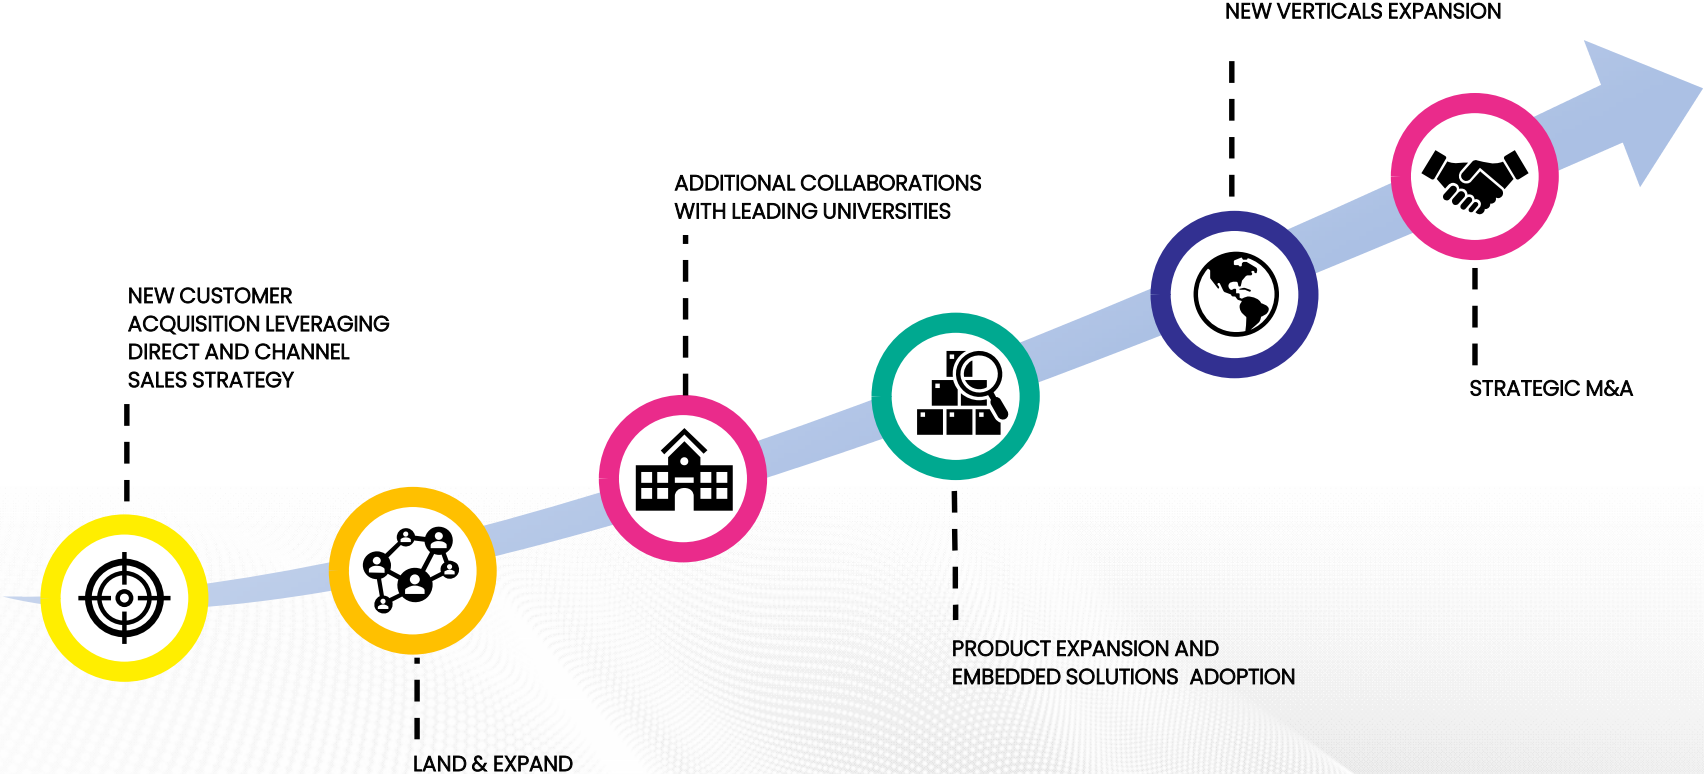 NEW CUSTOMER
ACQUISITION LEVERAGING
DIRECT AND CHANNEL
SALES STRATEGY
LAND & EXPAND
ADDITIONAL COLLABORATIONS
WITH LEADING UNIVERSITIES
PRODUCT EXPANSION AND
EMBEDDED SOLUTIONS  ADOPTION
NEW VERTICALS EXPANSION
STRATEGIC M&A